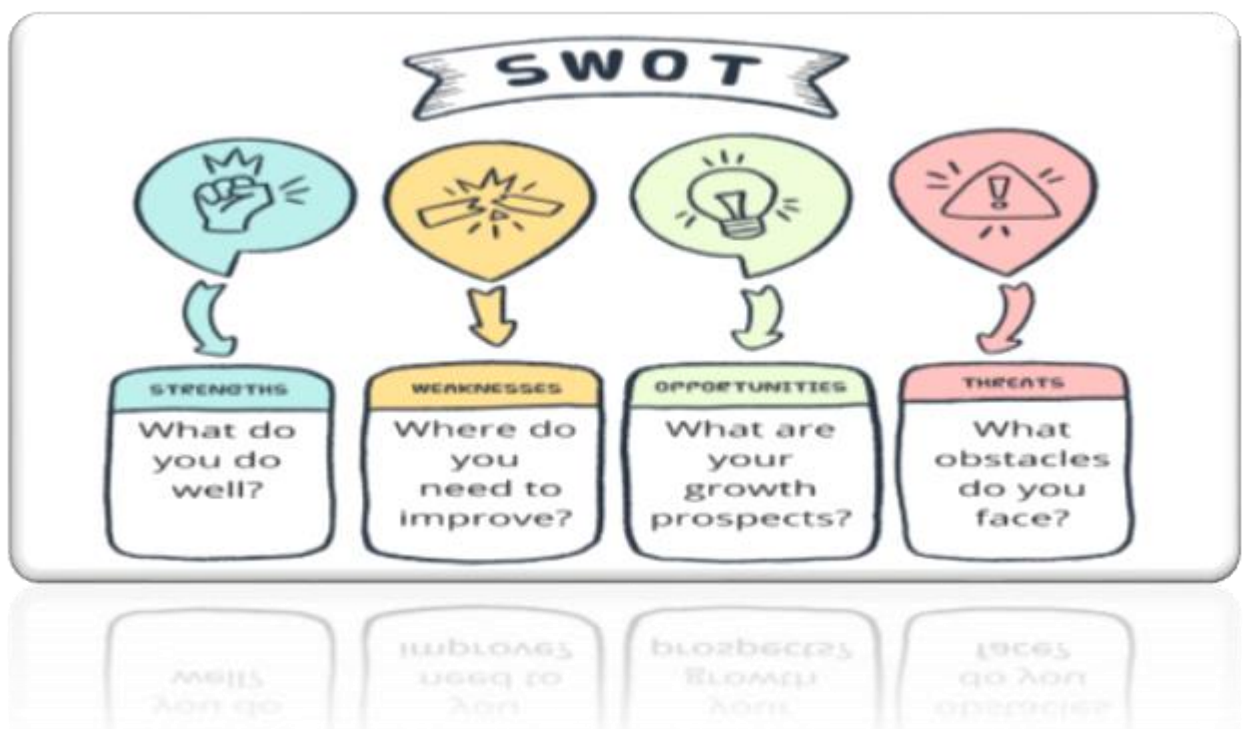 SWOT
STRENGTHS
What do
you do
well?
WEAKNESSES
Where do
you
need to
improve?
OPPORTUNITIES
What are
your
growth
prospects?
THREATS
What
obstacles
do you
face?